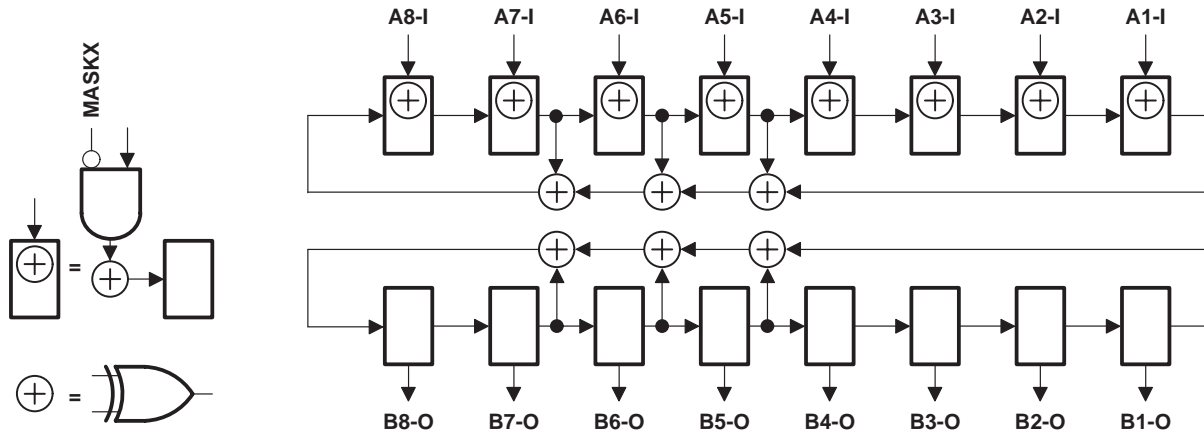 A8-I A7-I A6-I A5-I A4-I A3-I A2-I A1-I
MASKX
=
=
B8-O B7-O B6-O B5-O B4-O B3-O B2-O B1-O